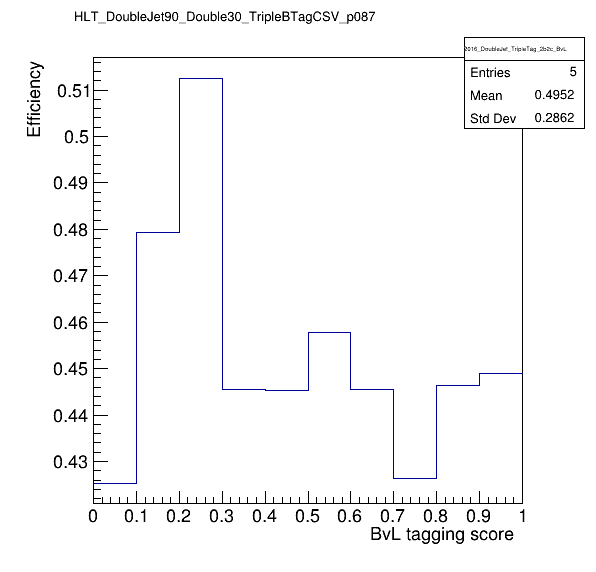 HLT_DoubleJet90_Double30_TripleBTagCSV_p087
2016_DoubleJet_TripleTag_2b2c_BvL
Entries 5
Mean 0.4952
Std Dev 0.2862
Efficiency
0.51
0.5
0.49
0.48
0.47
0.46
0.45
0.44
0.43
0 0.1 0.2 0.3 0.4 0.5 0.6 0.7 0.8 0.9 1
BvL tagging score